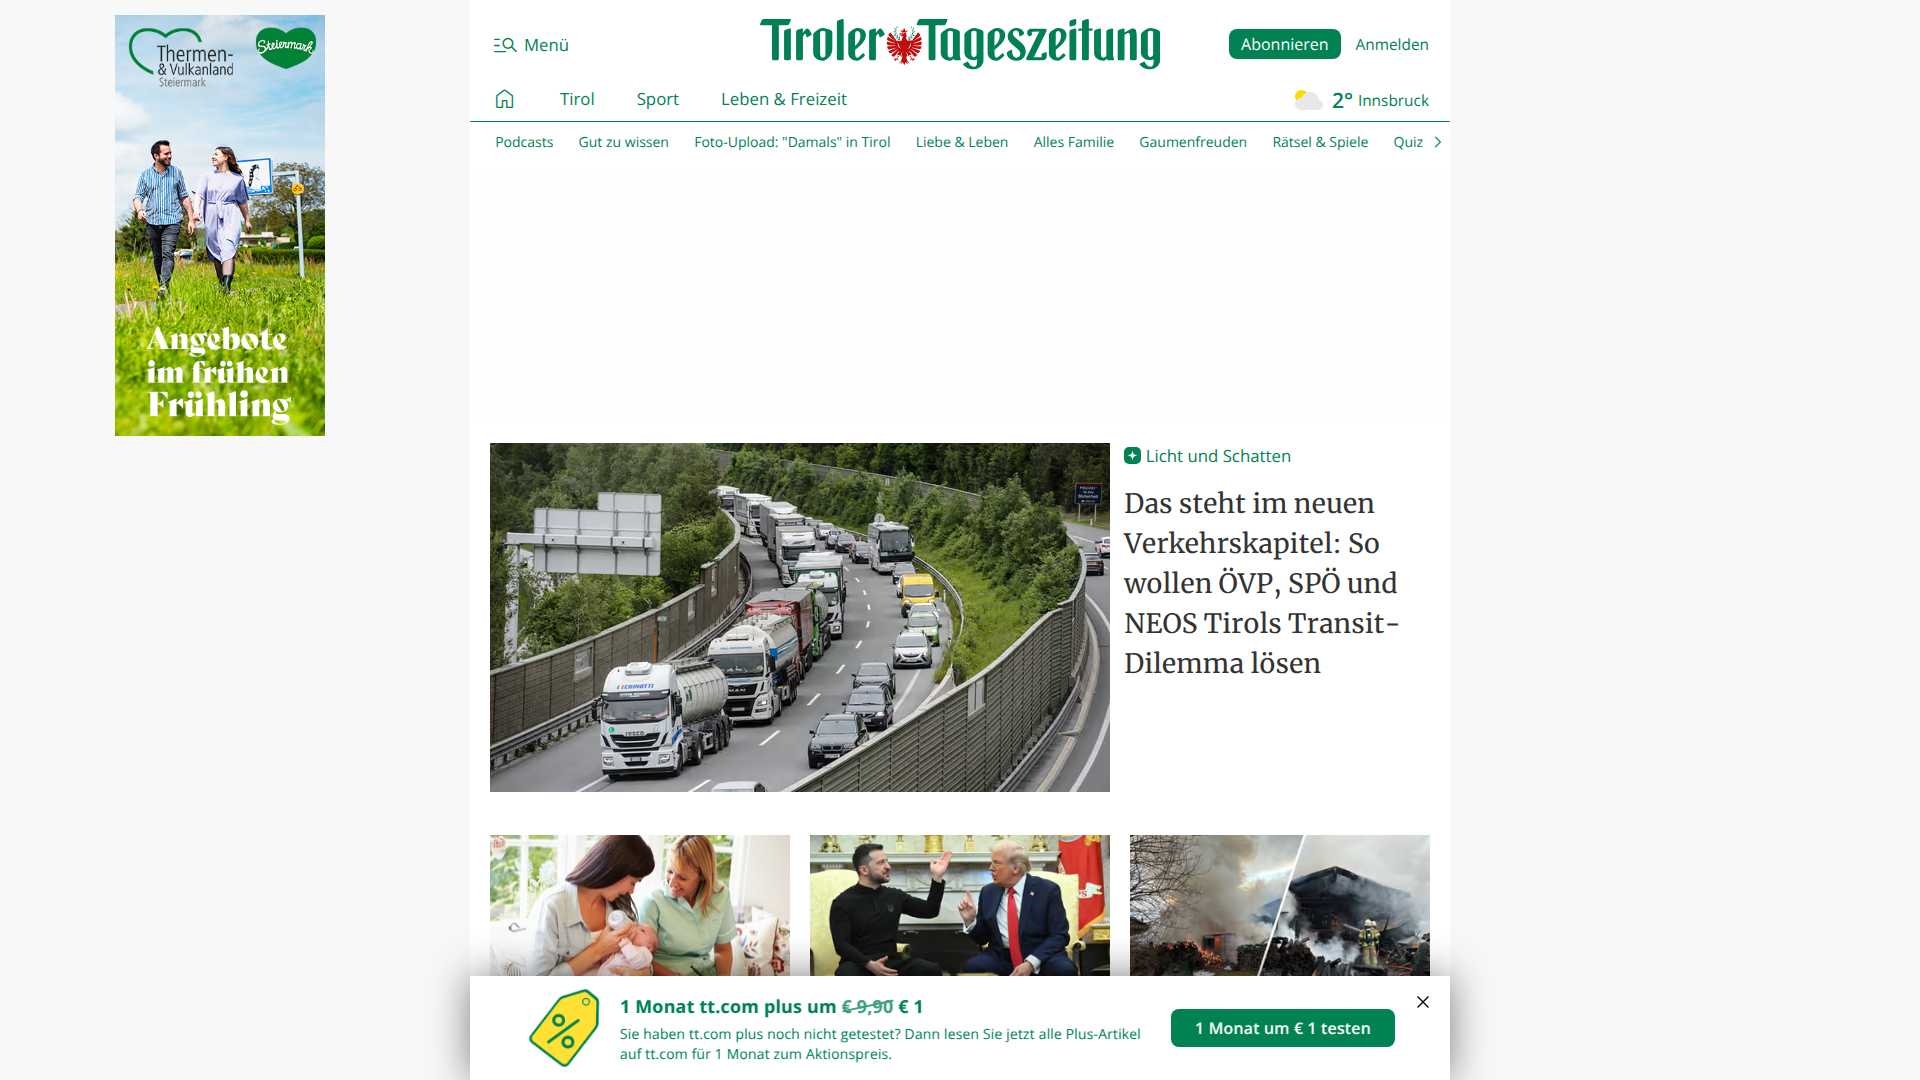 Thermen-
& Vulkanland
Steiermark
Steiermark
Angebote
im frühen
Frühling
Menü
Tiroler Tageszeitung
Abonnieren
Anmelden
Tirol
Sport
Leben & Freizeit
2° Innsbruck
Podcasts
Gut zu wissen
Foto-Upload: "Damals" in Tirol
Liebe & Leben
Alles Familie
Gaumenfreuden
Rätsel & Spiele
Quiz
Licht und Schatten
Das steht im neuen
Verkehrskapitel: So
wollen ÖVP, SPÖ und
NEOS Tirols Transit-
Dilemma lösen
1 Monat tt.com plus um € 9,90 € 1
Sie haben tt.com plus noch nicht getestet? Dann lesen Sie jetzt alle Plus-Artikel
auf tt.com für 1 Monat zum Aktionspreis.
1 Monat um € 1 testen